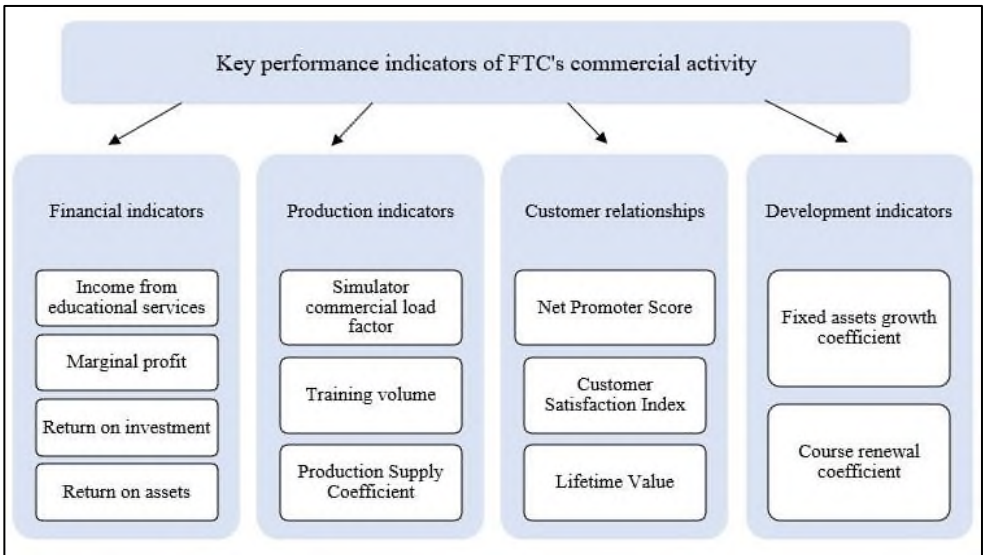 Key performance indicators of FTC's commercial activity
Financial indicators
Income from
educational services
Marginal profit
Return on investment
Return on assets
Production indicators
Simulator
commercial load
factor
Training volume
Production Supply
Coefficient
Customer relationships
Net Promoter Score
Customer
Satisfaction Index
Lifetime Value
Development indicators
Fixed assets growth
coefficient
Course renewal
coefficient